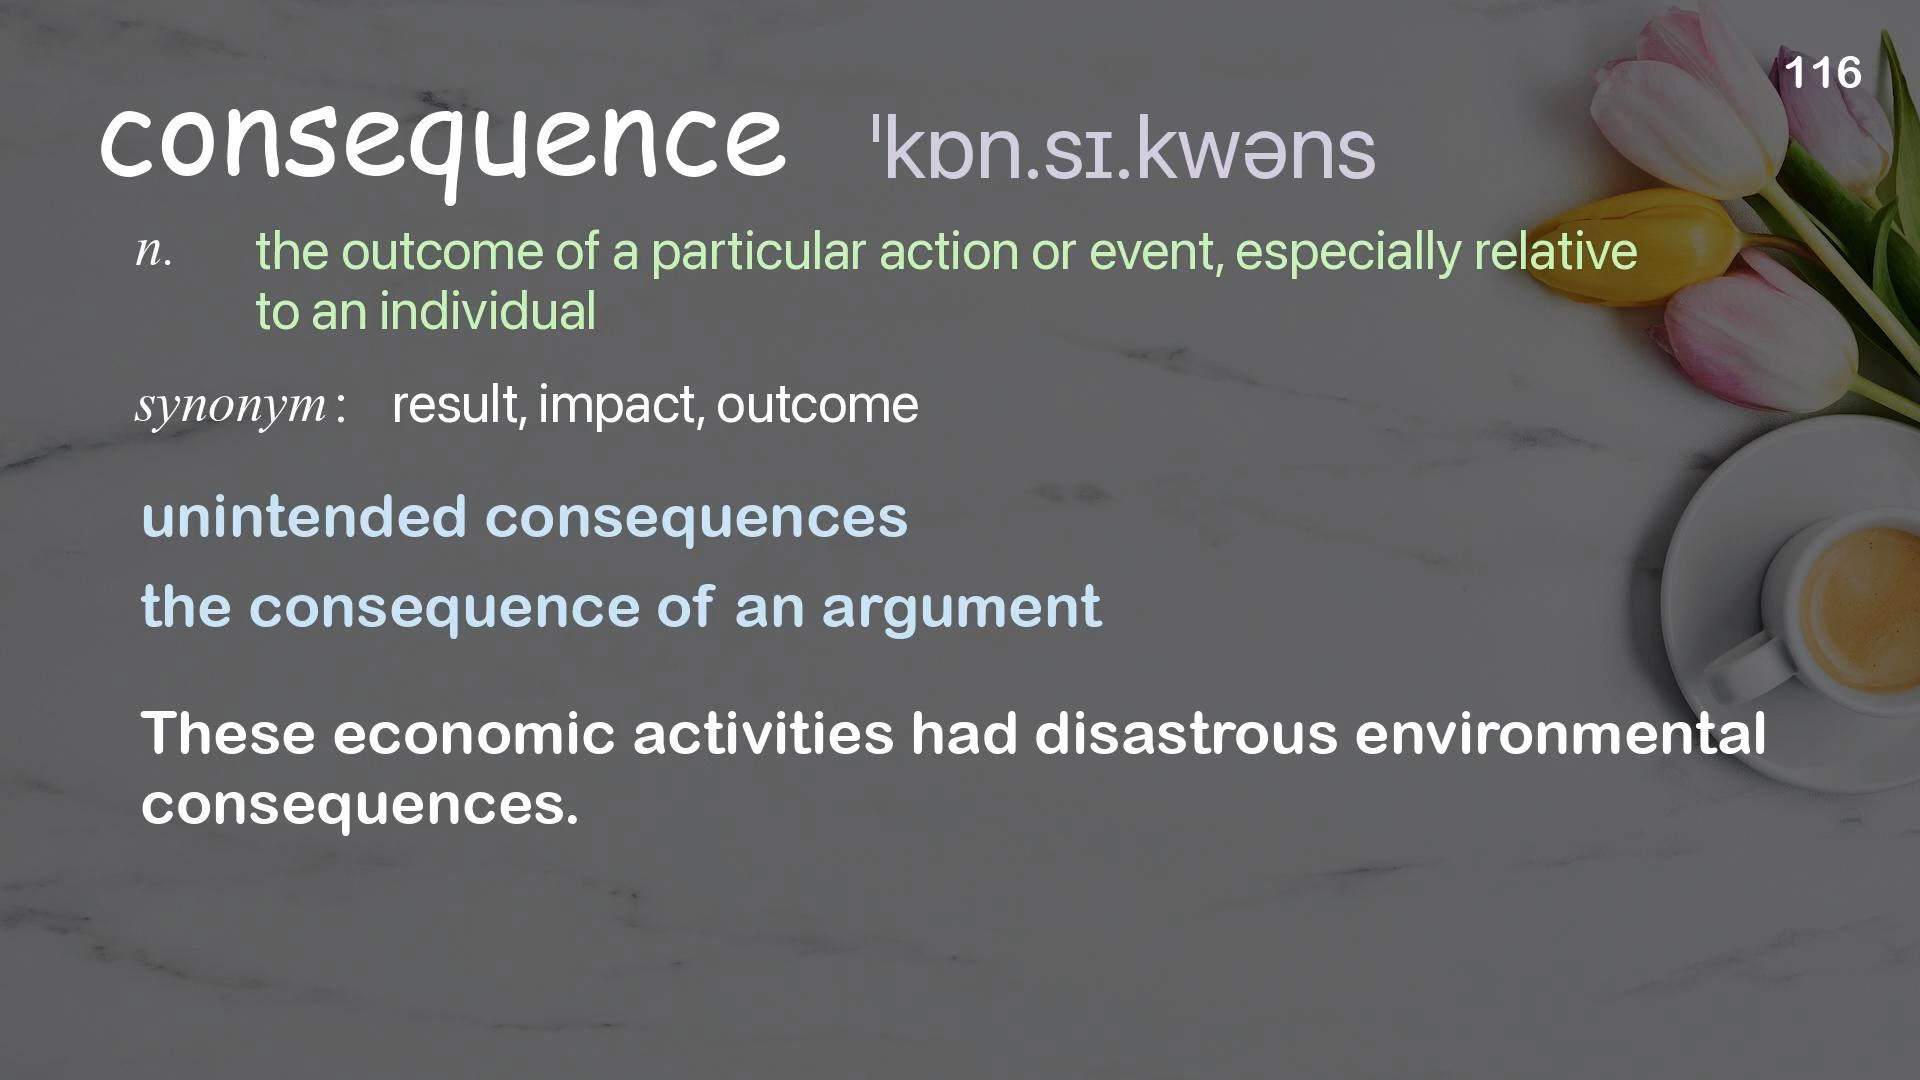 116
consequence ˈkɒn.sɪ.kwəns
n. the outcome of a particular action or event, especially relative
to an individual
synonym: result, impact, outcome
unintended consequences
the consequence of an argument
These economic activities had disastrous environmental
consequences.